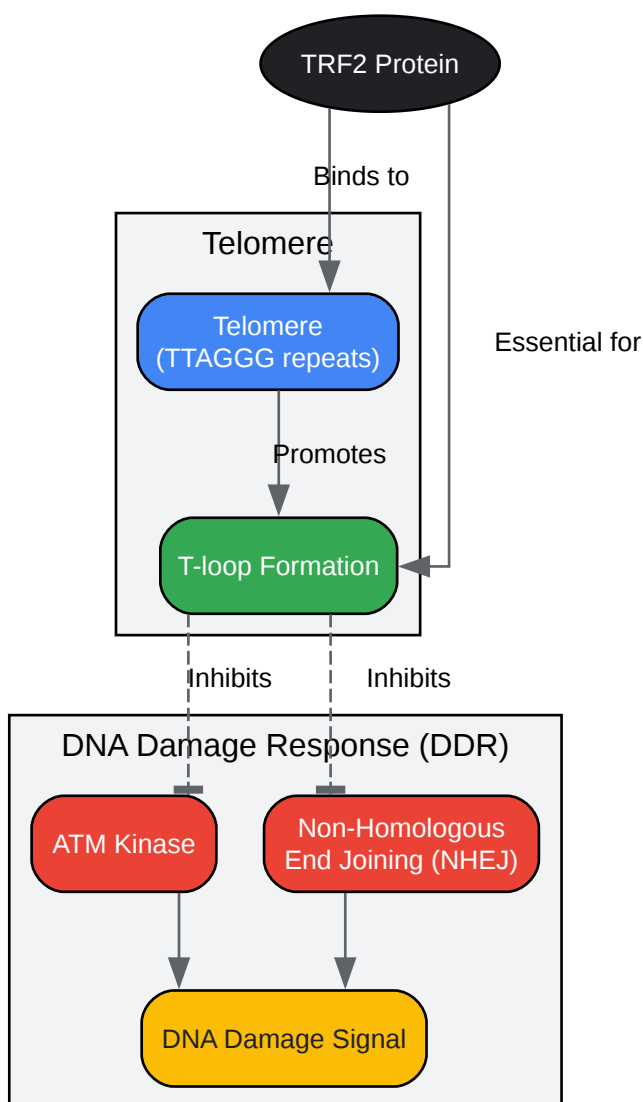 TRF2 Protein
Binds to
Telomere
Telomere
(TTAGGG repeats)
Essential for
Promotes
T-loop Formation
Inhibits
Inhibits
DNA Damage Response (DDR)
ATM Kinase
Non-Homologous
End Joining (NHEJ)
DNA Damage Signal